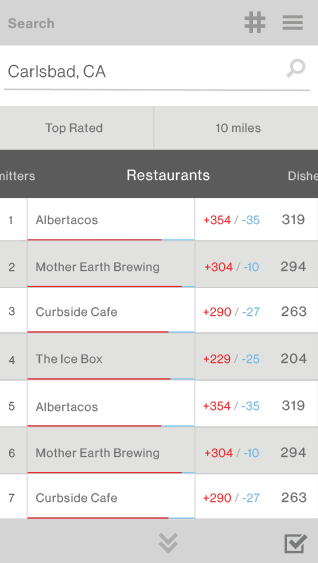 Search #
Carlsbad, CA
Top Rated 10 miles
mitters Restaurants Dishe
1 Albertacos +354 / -35 319
2 Mother Earth Brewing +304 / -10 294
3 Curbside Cafe +290 / -27 263
4 The Ice Box +229 / -25 204
5 Albertacos +354 / -35 319
6 Mother Earth Brewing +304 / -10 294
7 Curbside Cafe +290 / -27 263